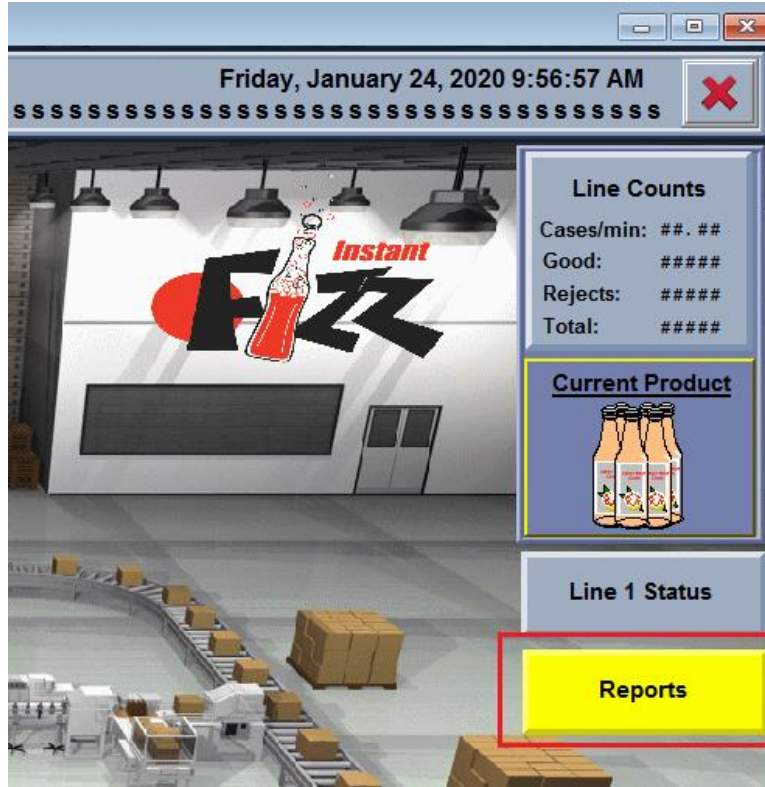 Friday, January 24, 2020 9:56:57 AM
s s s s s s s s s s s s s s s s s s s s s s s s s s s s s s s s s s s
Line Counts
Cases/min: ##.##
Good: #####
Rejects: #####
Total: #####
Instant
Fizz
Current Product
Line 1 Status
Reports